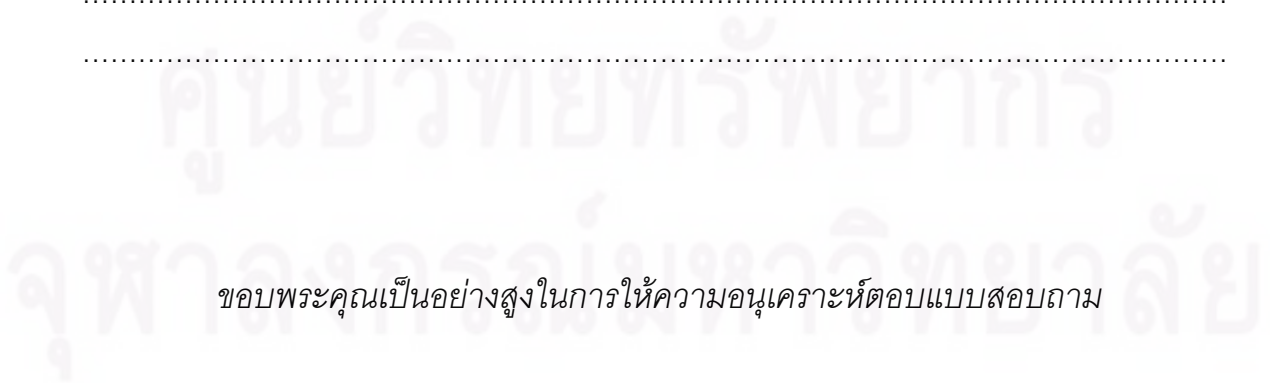 ................................................................................................................................
................................................................................................................................
ศูนย์วิทยทรัพยากร
จุฬาลงกรณ์มหาวิทยาลัย
ขอบพระคุณเป็นอย่างสูงในการให้ความอนุเคราะห์ตอบแบบสอบถาม